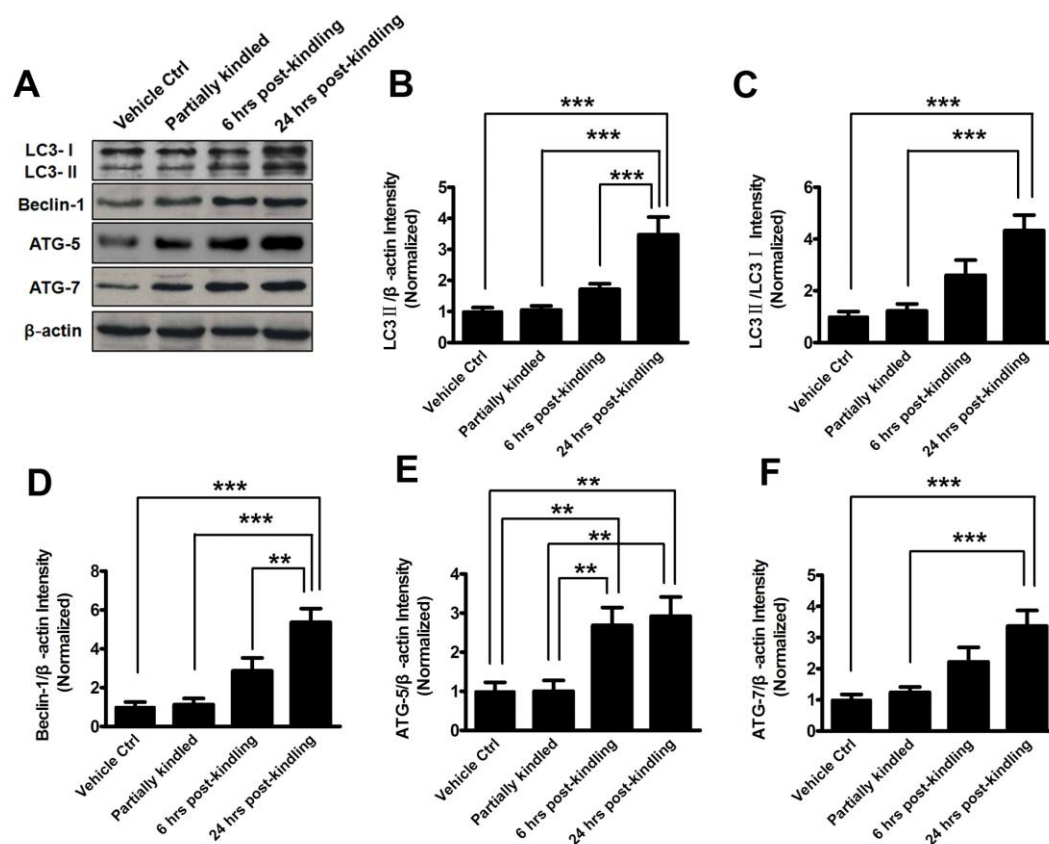 A
Vehicle Ctrl
Partially kindled
6 hrs post-kindling
24 hrs post-kindling
LC3- I
LC3- II
Beclin-1
ATG-5
ATG-7
β-actin
B
LC3 II/β -actin Intensity
(Normalized)
5
4
3
2
1
0
***
***
***
Vehicle Ctrl
Partially kindled
6 hrs post-kindling
24 hrs post-kindling
C
LC3 II/LC3 I Intensity
(Normalized)
6
4
2
0
***
***
Vehicle Ctrl
Partially kindled
6 hrs post-kindling
24 hrs post-kindling
D
Beclin-1/β -actin Intensity
(Normalized)
8
6
4
2
0
***
***
**
Vehicle Ctrl
Partially kindled
6 hrs post-kindling
24 hrs post-kindling
E
ATG-5/β -actin Intensity
(Normalized)
4
3
2
1
0
**
**
**
**
Vehicle Ctrl
Partially kindled
6 hrs post-kindling
24 hrs post-kindling
F
ATG-7/β -actin Intensity
(Normalized)
5
4
3
2
1
0
***
***
Vehicle Ctrl
Partially kindled
6 hrs post-kindling
24 hrs post-kindling